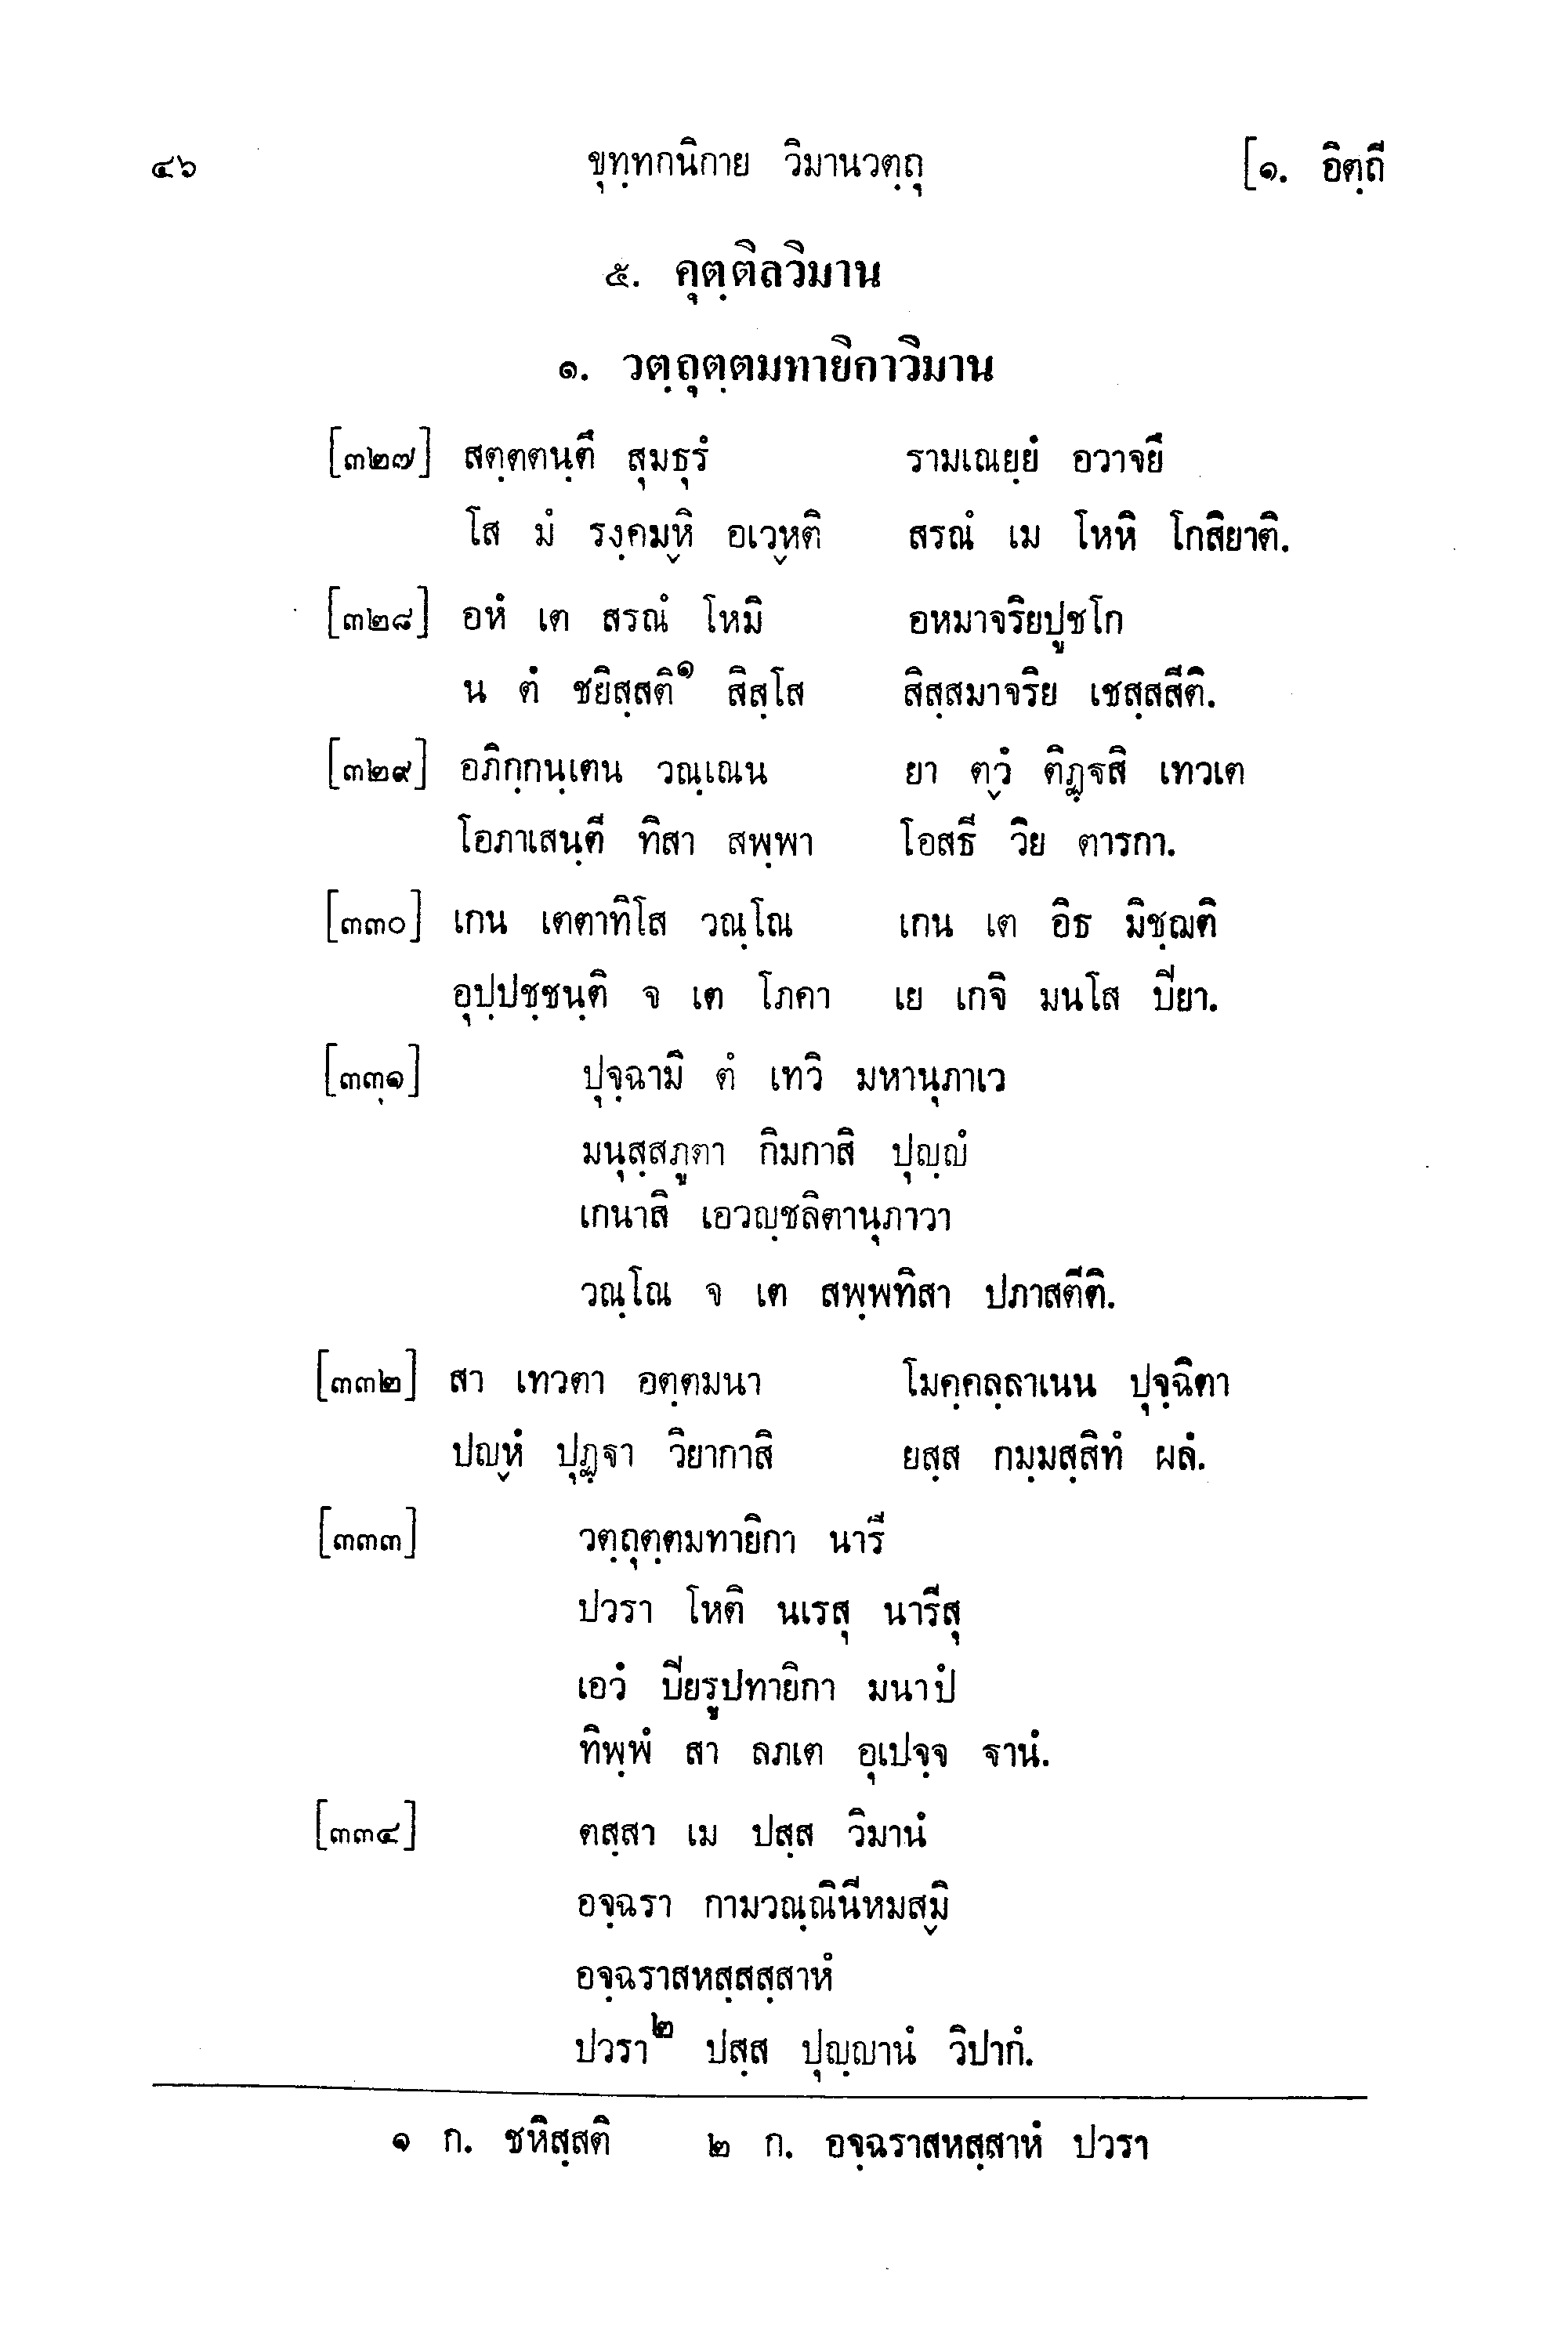 ๔๖ ขุทฺทกนิกาย วิมานวตฺถุ [๑. อิตฺถี
๕. คุตฺติลวิมาน
๑. วตฺถุตฺตมทายิกาวิมาน
[๓๒๗] สตฺตตนฺตึ สุมธุรํ รามเณยฺยํ อวาจยึ
โส มํ รงฺคมฺหิ อเวฺหติ สรณํ เม โหหิ โกสิยาติ.
[๓๒๘] อหํ เต สรณํ โหมิ อหมาจริยปูชโก
น ตํ ชยิสฺสติ๑ สิสฺโส สิสฺสมาจริย เชสฺสสีติ.
[๓๒๙] อภิกฺกนฺเตน วณฺเณน ยา ตฺวํ ติฏฺฐสิ เทวเต
โอภาเสนฺตี ทิสา สพฺพา โอสธี วิย ตารกา.
[๓๓๐] เกน เตตาทิโส วณฺโณ เกน เต อิธ มิชฺฌติ
อุปฺปชฺชนฺติ จ เต โภคา เย เกจิ มนโส ปิยา.
[๓๓๑] ปุจฺฉามิ ตํ เทวิ มหานุภาเว
มนุสฺสภูตา กิมกาสิ ปุญฺญํ
เกนาสิ เอวญฺชลิตานุภาวา
วณฺโณ จ เต สพฺพทิสา ปภาสตีติ.
[๓๓๒] สา เทวตา อตฺตมนา โมคฺคลฺลาเนน ปุจฺฉิตา
ปญฺหํ ปุฏฺฐา วิยากาสิ ยสฺส กมฺมสฺสิทํ ผลํ.
[๓๓๓] วตฺถุตฺตมทายิกา นารี
ปวรา โหติ นเรสุ นารีสุ
เอวํ ปิยรูปทายิกา มนาปํ
ทิพฺพํ สา ลภเต อุเปจฺจ ฐานํ.
[๓๓๔] ตสฺสา เม ปสฺส วิมานํ
อจฺฉรา กามวณฺณินีหมสฺมิ
อจฺฉราสหสฺสสฺสาหํ
ปวรา๒ ปสฺส ปุญฺญานํ วิปากํ.
๑ ก. ชหิสฺสติ ๒ ก. อจฺฉราสหสฺสาหํ ปวรา